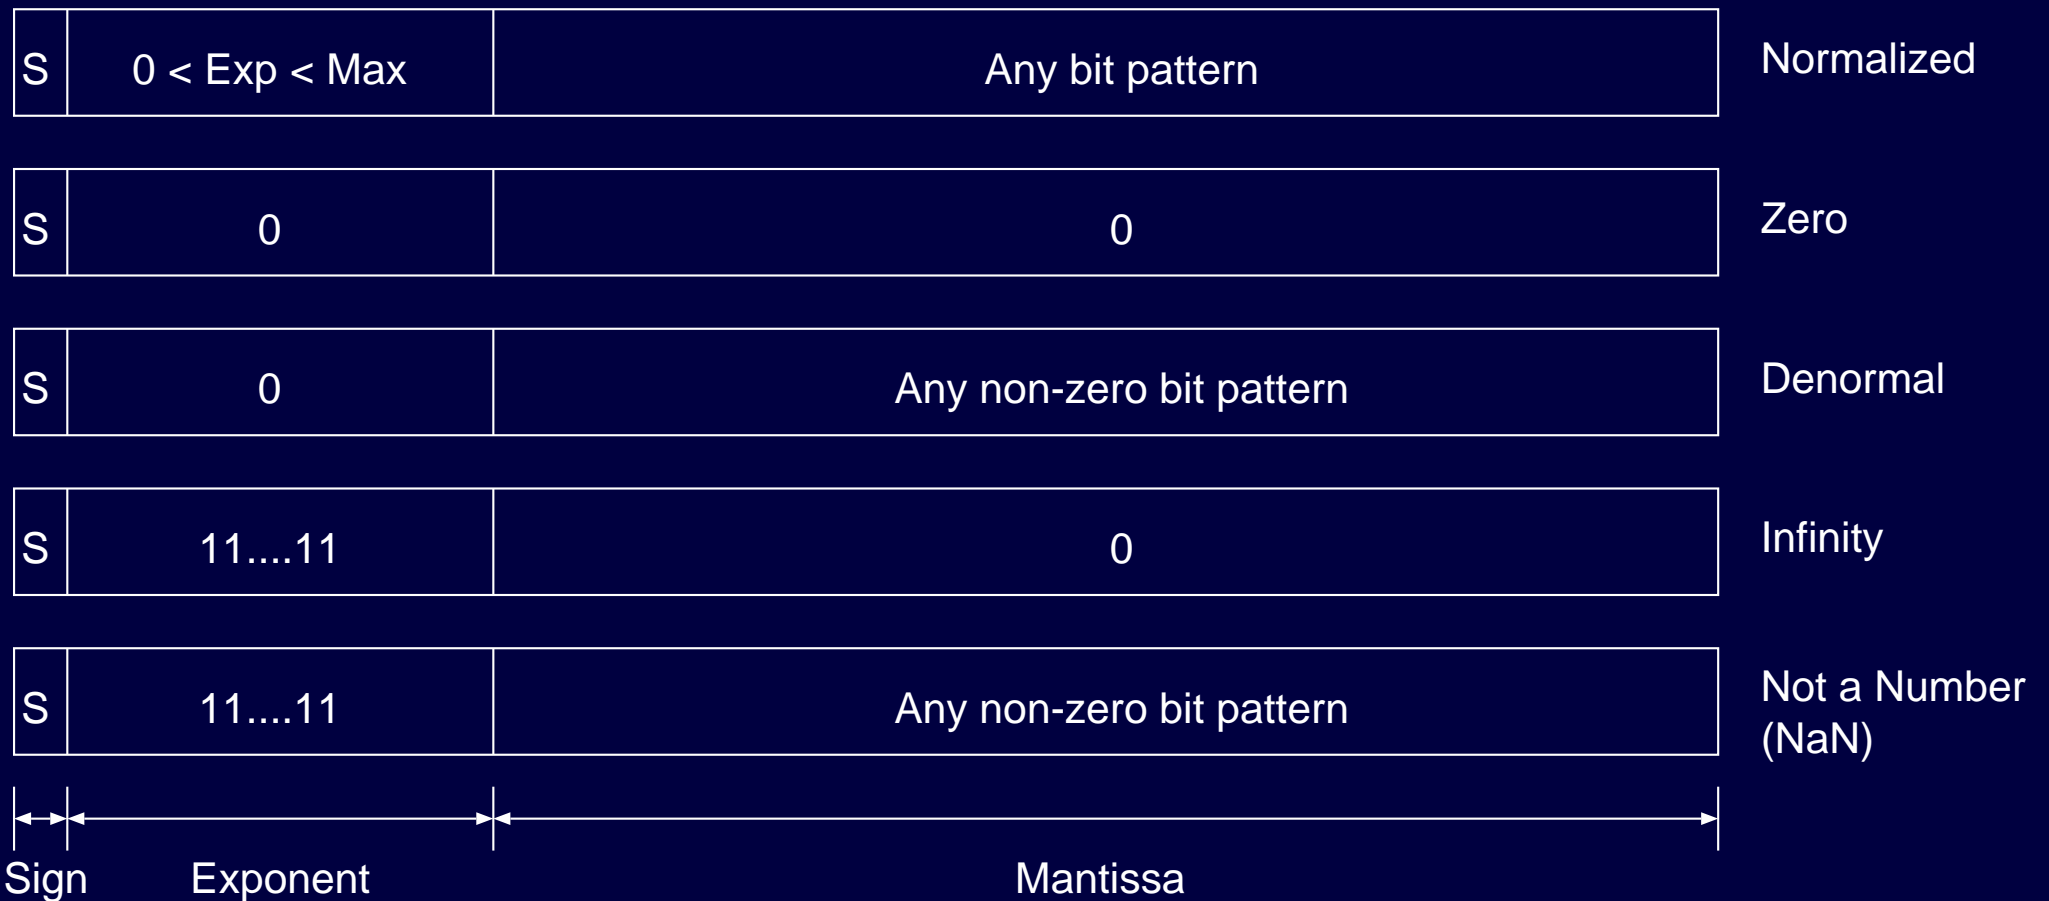 S 0 < Exp < Max Any bit pattern Normalized
S 0 0 Zero
S 0 Any non-zero bit pattern Denormal
S 11....11 0 Infinity
S 11....11 Any non-zero bit pattern Not a Number
(NaN)
Sign Exponent Mantissa